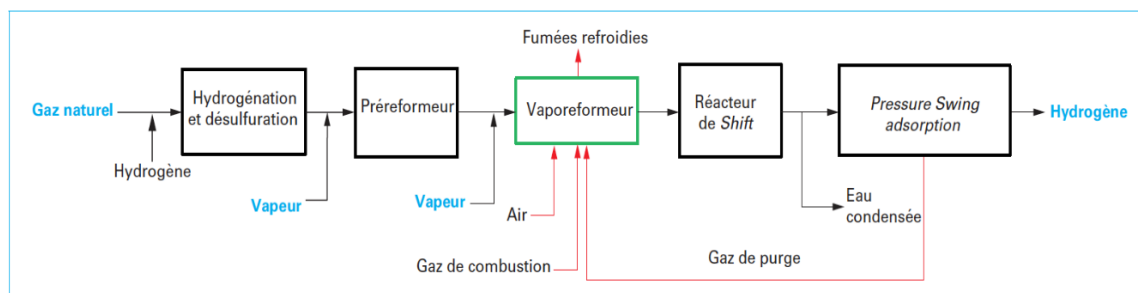 Fumées refroidies
Gaz naturel
Hydrogénation
et désulfuration
Préreformeur
Vaporeformeur
Réacteur
de Shift
Pressure Swing
adsorption
Hydrogène
Hydrogène
Vapeur
Vapeur
Air
Eau
condensée
Gaz de combustion
Gaz de purge